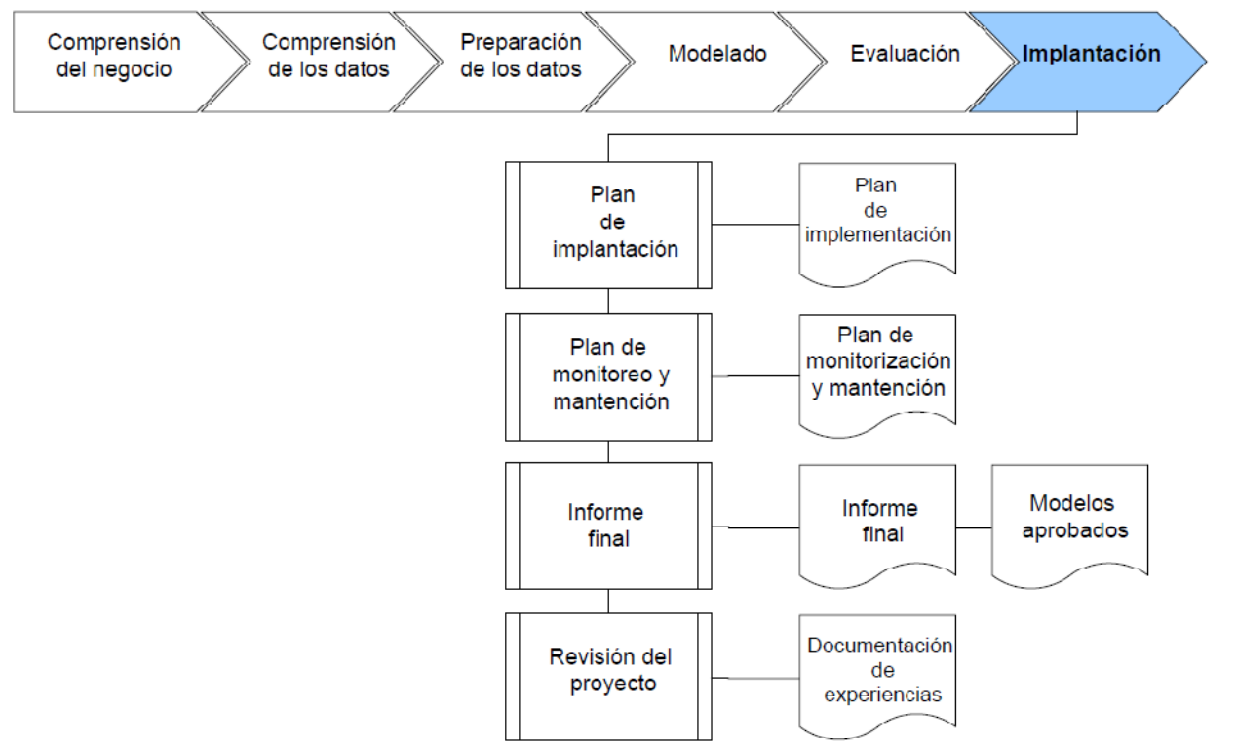 Comprensión
del negocio
Comprensión
de los datos
Preparación
de los datos
Modelado
Evaluación
Implantación
Plan
de
implantación
Plan
de
implementación
Plan de
monitoreo y
mantención
Plan de
monitorización
y mantención
Informe
final
Informe
final
Modelos
aprobados
Revisión del
proyecto
Documentación
de
experiencias